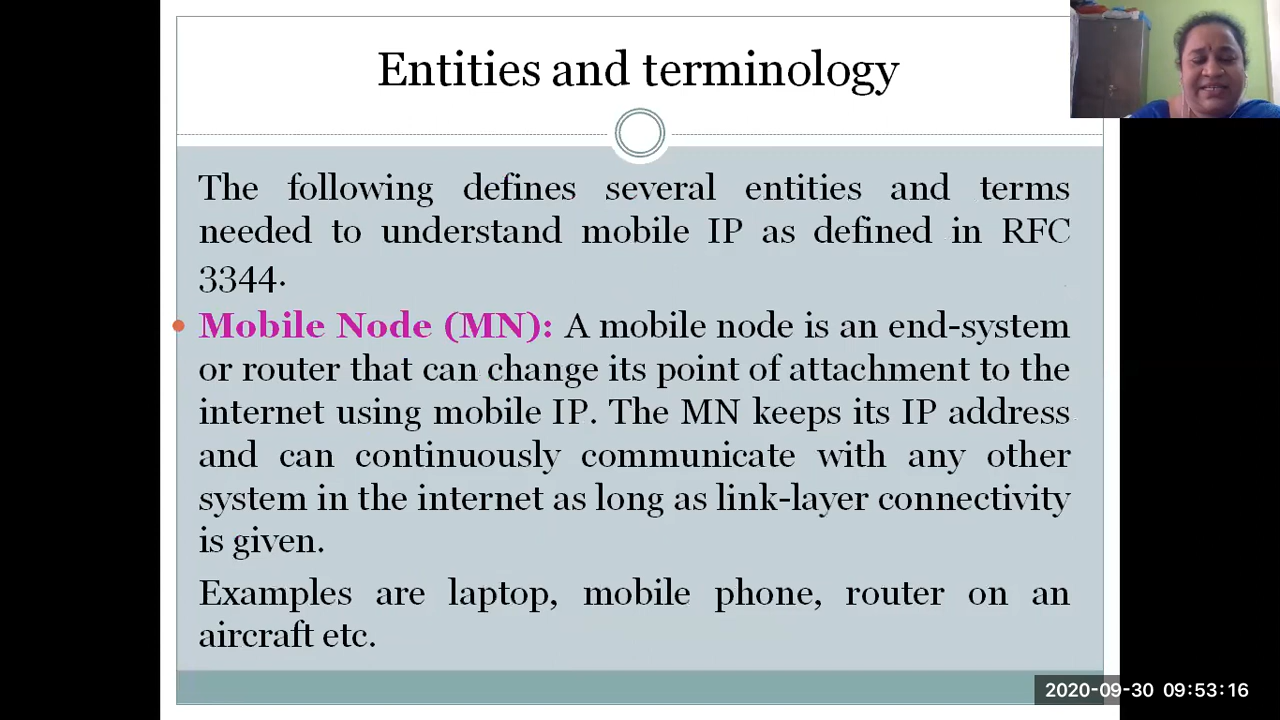 Entities and terminology
The following defines several entities and terms
needed to understand mobile IP as defined in RFC
3344.
Mobile Node (MN): A mobile node is an end-system
or router that can change its point of attachment to the
internet using mobile IP. The MN keeps its IP address
and can continuously communicate with any other
system in the internet as long as link-layer connectivity
is given.
Examples are laptop, mobile phone, router on an
aircraft etc.
2020-09-30 09:53:16